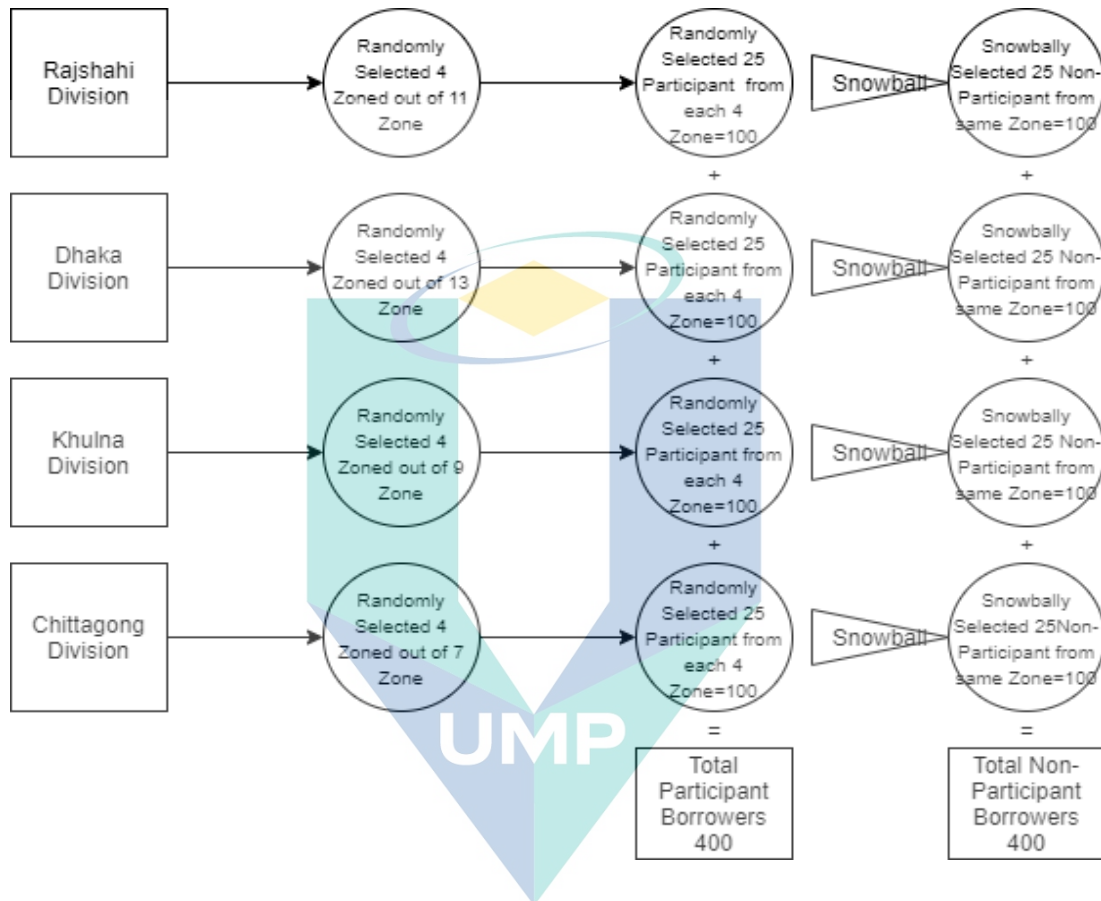 Rajshahi
Division
Randomly
Selected 4
Zoned out of 11
Zone
Randomly
Selected 25
Participant from
each 4
Zone=100
Snowball
Snowbally
Selected 25 Non-
Participant from
same Zone=100
+
+
Dhaka
Division
Randomly
Selected 4
Zoned out of 13
Zone
Randomly
Selected 25
Participant from
each 4
Zone=100
Snowball
Snowbally
Selected 25 Non-
Participant from
same Zone=100
+
+
Khulna
Division
Randomly
Selected 4
Zoned out of 9
Zone
Randomly
Selected 25
Participant from
each 4
Zone=100
Snowball
Snowbally
Selected 25 Non-
Participant from
same Zone=100
+
+
Chittagong
Division
Randomly
Selected 4
Zoned out of 7
Zone
Randomly
Selected 25
Participant from
each 4
Zone=100
Snowball
Snowbally
Selected 25Non-
Participant from
same Zone=100
=
=
UMP
Total
Participant
Borrowers
400
Total Non-
Participant
Borrowers
400